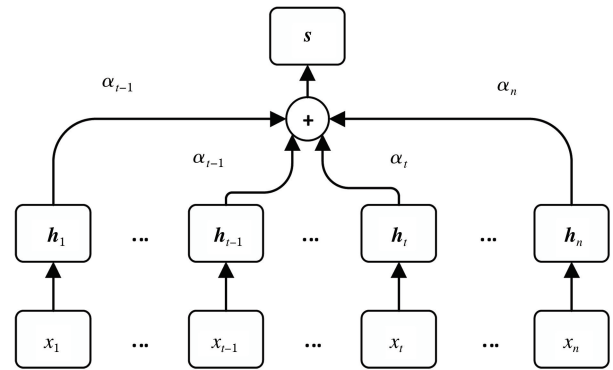 s
α_{t−1} α_n
+
α_{t−1} α_t
h_1 ... h_{t−1} ... h_t ... h_n
x_1 ... x_{t−1} ... x_t ... x_n